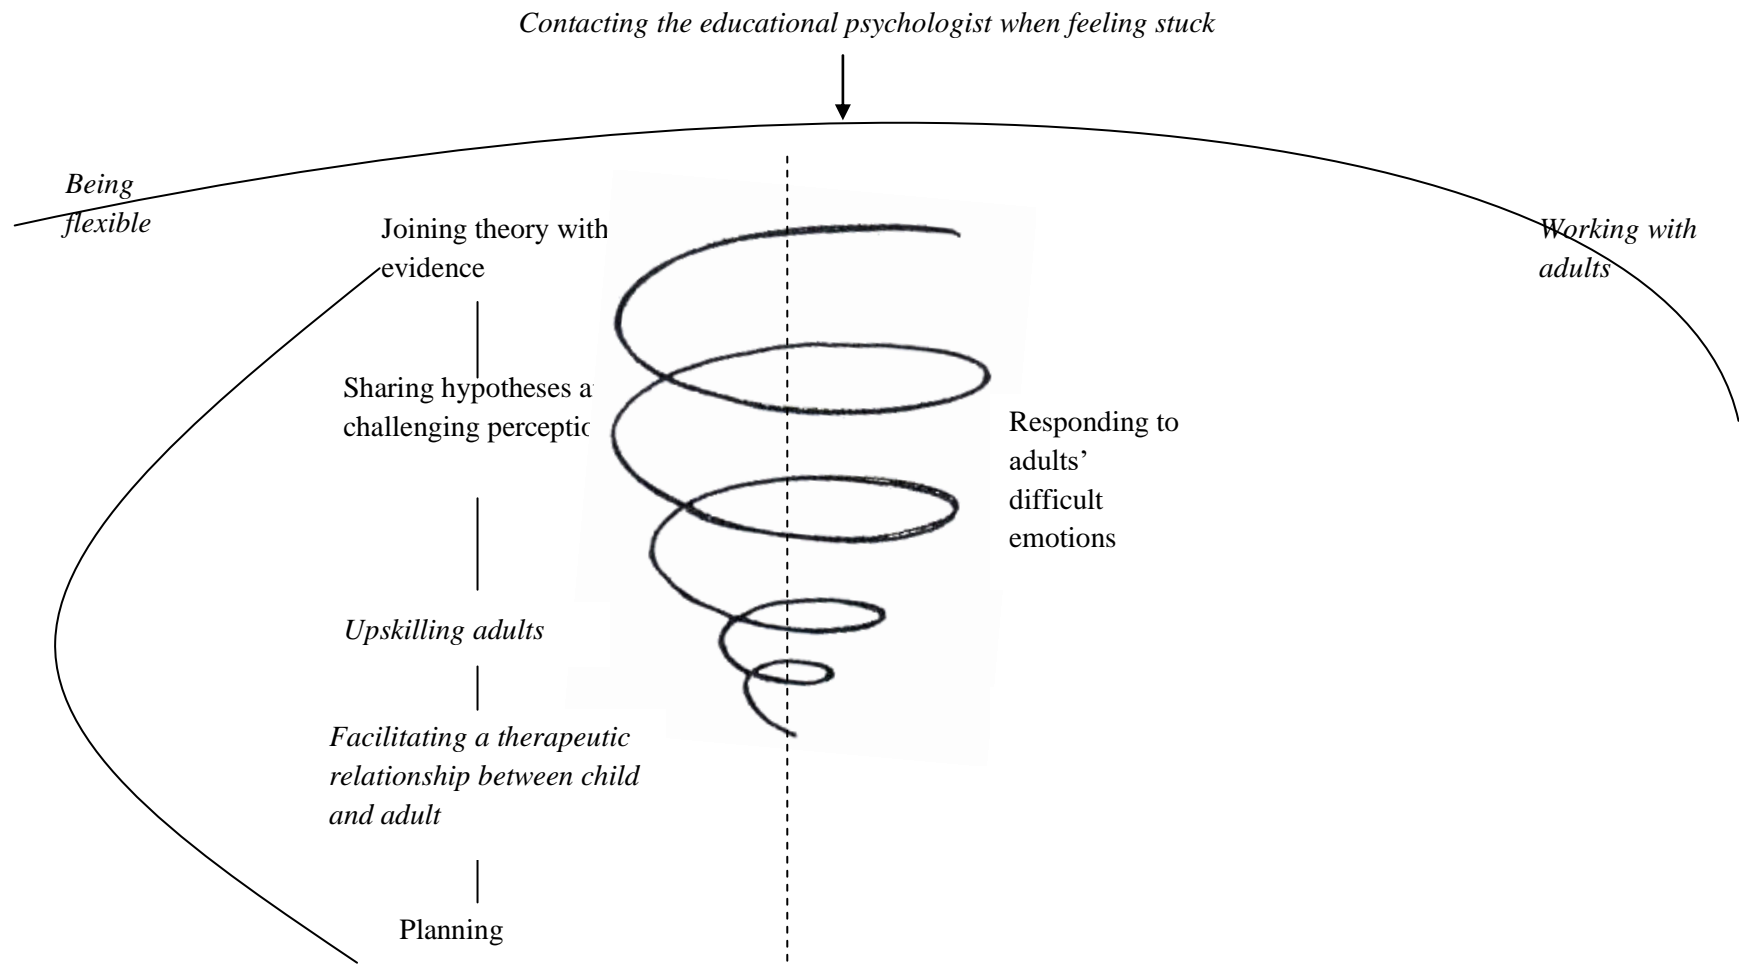 Contacting the educational psychologist when feeling stuck
Being
flexible
Joining theory with
evidence
Working with
adults
Sharing hypotheses
challenging
Responding to
adults’
difficult
emotions
Upskilling adults
Facilitating a therapeutic
relationship between child
and adult
Planning